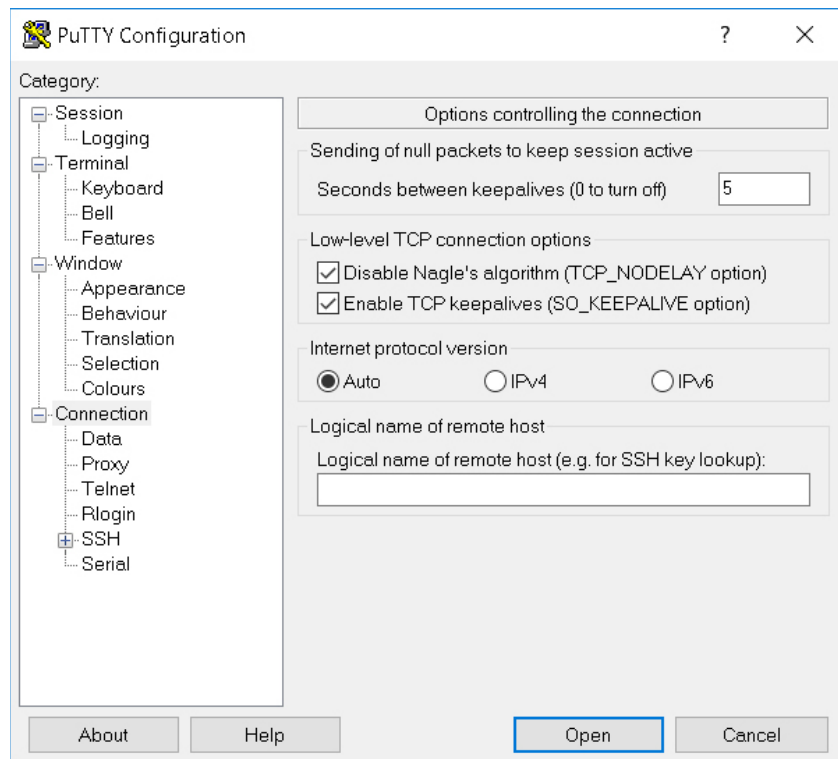 PuTTY Configuration
?
Category:
Session
Logging
Terminal
Keyboard
Bell
Features
Window
Appearance
Behaviour
Translation
Selection
Colours
Connection
Data
Proxy
Telnet
Rlogin
SSH
Serial
Options controlling the connection
Sending of null packets to keep session active
Seconds between keepalives (0 to turn off) 5
Low-level TCP connection options
Disable Nagle's algorithm (TCP_NODELAY option)
Enable TCP keepalives (SO_KEEPALIVE option)
Internet protocol version
Auto IPv4 IPv6
Logical name of remote host
Logical name of remote host (e.g. for SSH key lookup):
About Help Open Cancel